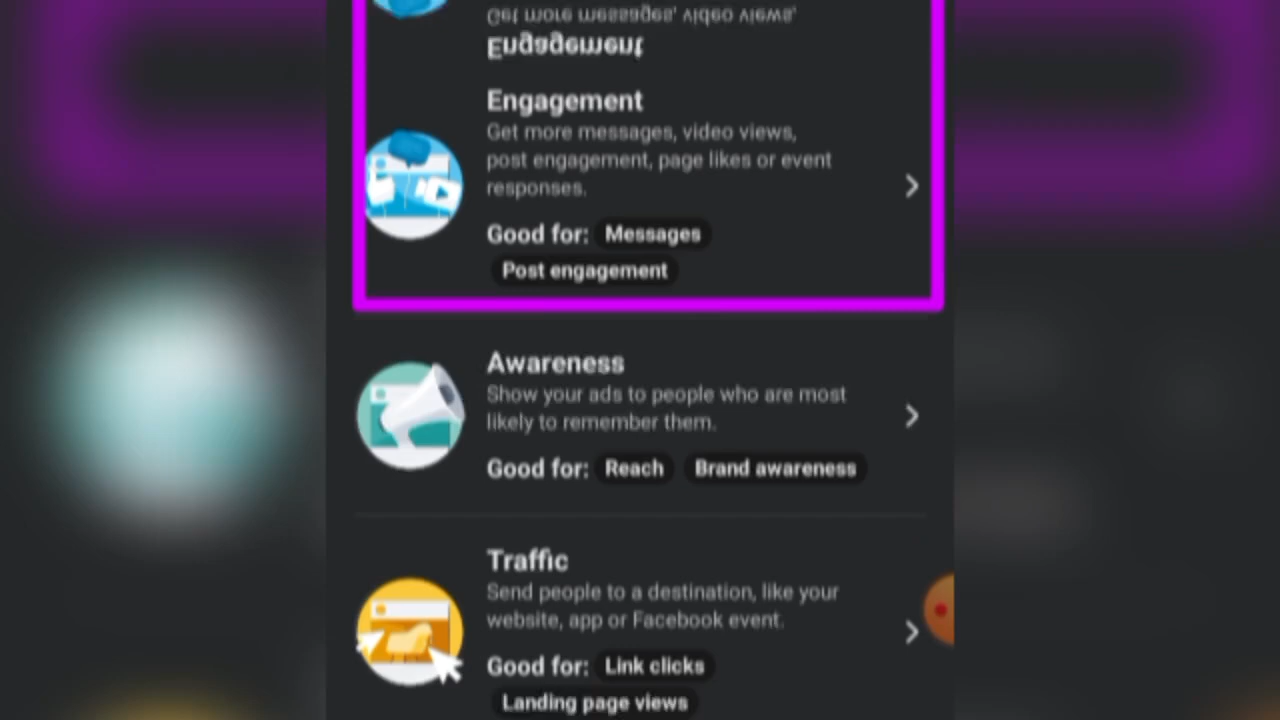 Get more messages, video views,
Engagement
Engagement
Get more messages, video views,
post engagement, page likes or event
responses.
Good for: Messages
Post engagement
Awareness
Show your ads to people who are most
likely to remember them.
Good for: Reach Brand awareness
Traffic
Send people to a destination, like your
website, app or Facebook event.
Good for: Link clicks
Landing page views